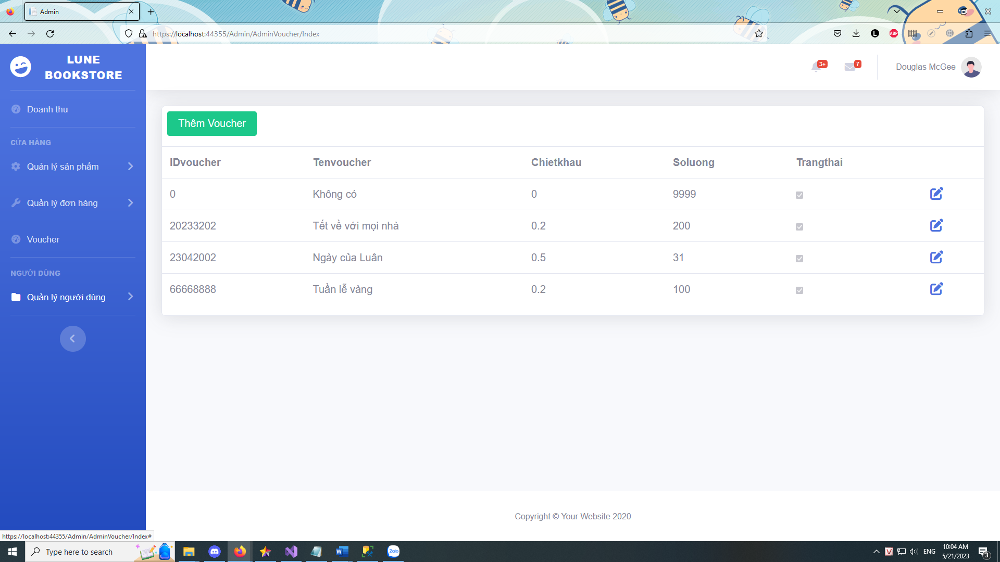 Admin
https://localhost:44355/Admin/AdminVoucher/Index
L
ABP
LUNE
BOOKSTORE
3+
7
Douglas McGee
Doanh thu
CỬA HÀNG
Quản lý sản phẩm
Quản lý đơn hàng
Voucher
NGƯỜI DÙNG
Quản lý người dùng
Thêm Voucher
IDvoucher Tenvoucher Chietkhau Soluong Trangthai
0 Không có 0 9999
20233202 Tết về với mọi nhà 0.2 200
23042002 Ngày của Luân 0.5 31
66668888 Tuần lễ vàng 0.2 100
Copyright © Your Website 2020
https://localhost:44355/Admin/AdminVoucher/Index#
Type here to search
W
Zalo
V
ENG
10:04 AM
5/21/2023
3